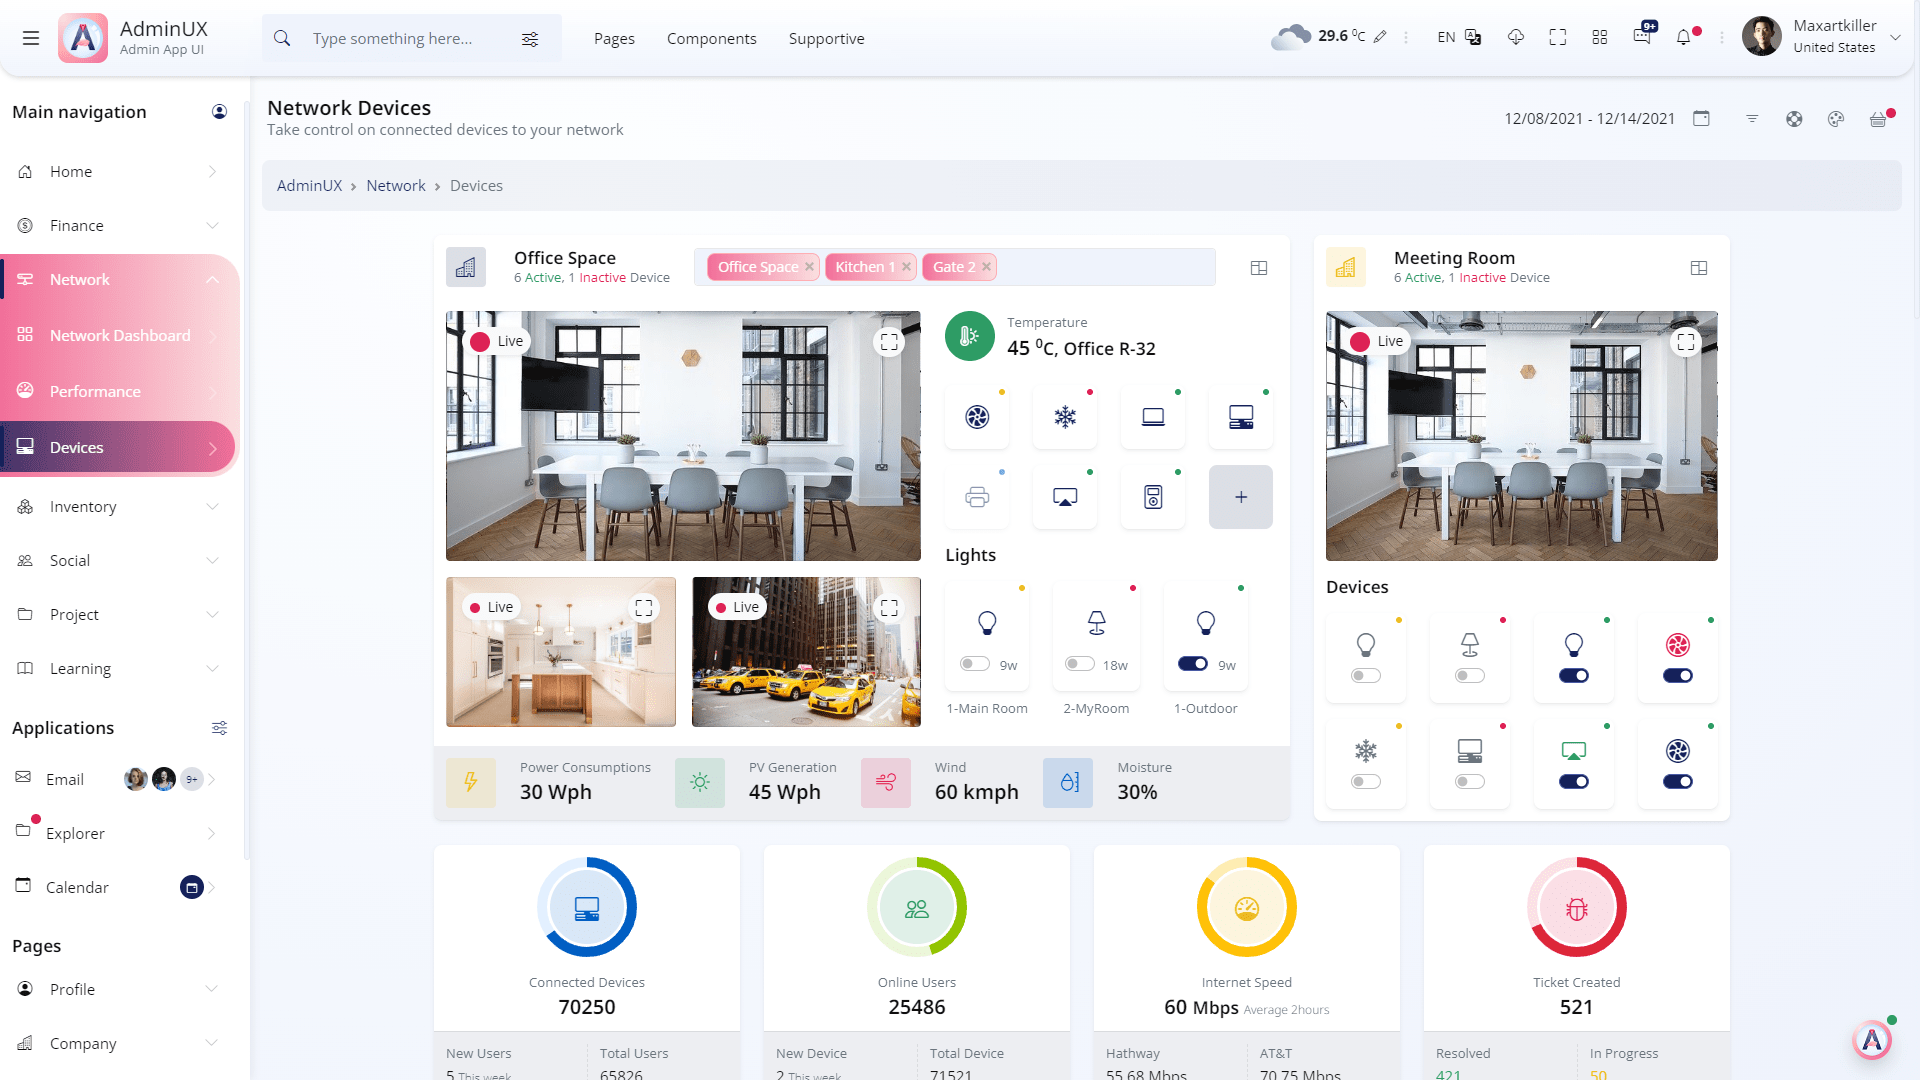 AdminUX
Admin App UI
Type something here...
Pages
Components
Supportive
29.6 0C
EN
9+
Maxartkiller
United States
Main navigation
Home
Finance
Network
Network Dashboard
Performance
Devices
Inventory
Social
Project
Learning
Applications
Email
9+
Explorer
Calendar
Pages
Profile
Company
Network Devices
Take control on connected devices to your network
12/08/2021 - 12/14/2021
AdminUX › Network › Devices
Office Space
6 Active, 1 Inactive Device
Office Space ×
Kitchen 1 ×
Gate 2 ×
Live
Live
Live
Temperature
45 0C, Office R-32
+
Lights
9w
1-Main Room
18w
2-MyRoom
9w
1-Outdoor
Power Consumptions
30 Wph
PV Generation
45 Wph
Wind
60 kmph
Moisture
30%
Meeting Room
6 Active, 1 Inactive Device
Live
Devices
Connected Devices
70250
New Users
5 This week
Total Users
65826
Online Users
25486
New Device
2 This week
Total Device
71521
Internet Speed
60 Mbps Average 2hours
Hathway
55.68 Mbps
AT&T
70.75 Mbps
Ticket Created
521
Resolved
421
In Progress
50